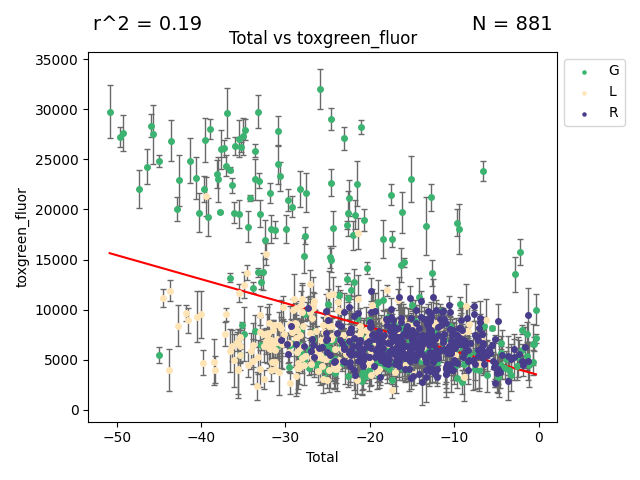 r^2 = 0.19
N = 881
Total vs toxgreen_fluor
35000
30000
25000
20000
15000
10000
5000
0
toxgreen_fluor
−50
−40
−30
−20
−10
0
Total
G
L
R